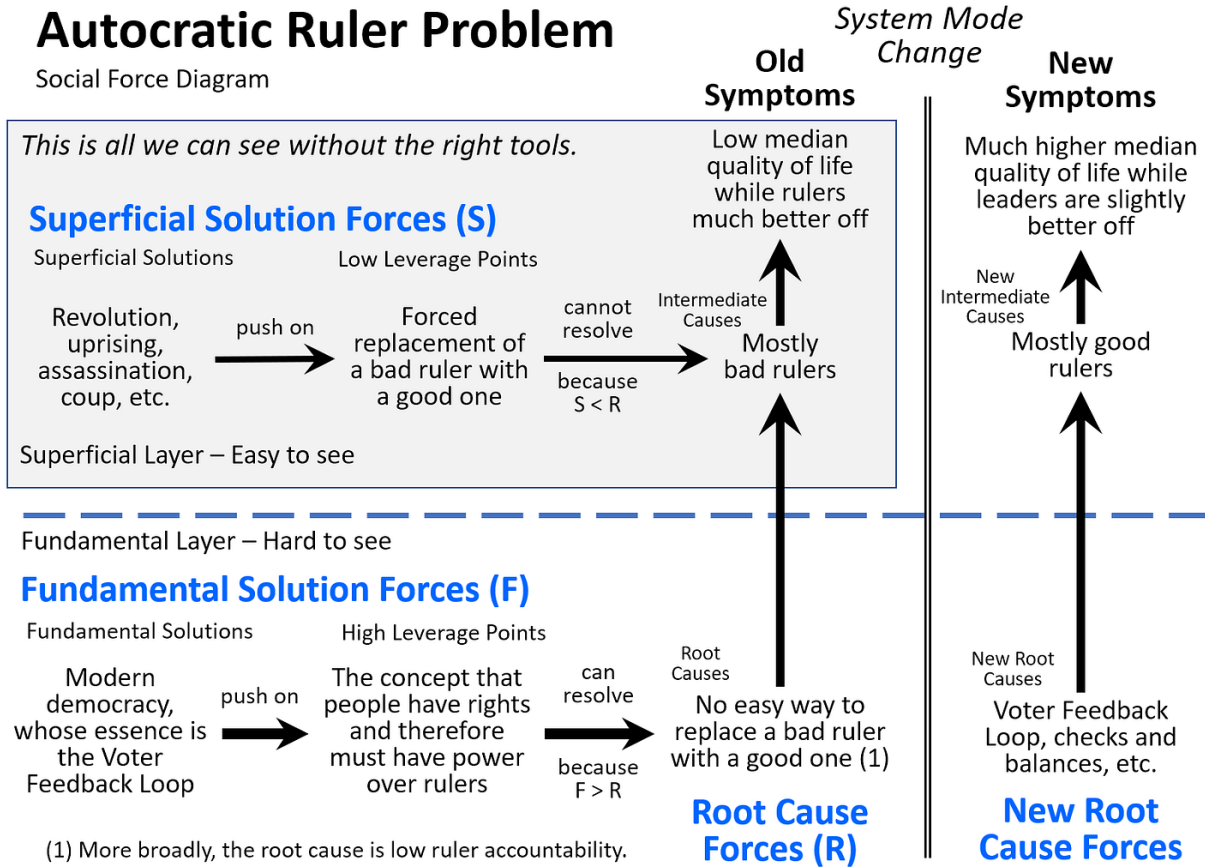 Autocratic Ruler Problem
Social Force Diagram
System Mode
Change
Old
Symptoms
New
Symptoms
This is all we can see without the right tools.
Superficial Solution Forces (S)
Superficial Solutions
Low Leverage Points
Revolution,
uprising,
assassination,
coup, etc.
push on
Forced
replacement of
a bad ruler with
a good one
cannot
resolve
because
S < R
Low median
quality of life
while rulers
much better off
Intermediate
Causes
Mostly
bad rulers
Superficial Layer – Easy to see
Much higher median
quality of life while
leaders are slightly
better off
New
Intermediate
Causes
Mostly good
rulers
Fundamental Layer – Hard to see
Fundamental Solution Forces (F)
Fundamental Solutions
High Leverage Points
Modern
democracy,
whose essence is
the Voter
Feedback Loop
push on
The concept that
people have rights
and therefore
must have power
over rulers
can
resolve
because
F > R
Root
Causes
No easy way to
replace a bad ruler
with a good one (1)
Root Cause
Forces (R)
New Root
Causes
Voter Feedback
Loop, checks and
balances, etc.
New Root
Cause Forces
(1) More broadly, the root cause is low ruler accountability.